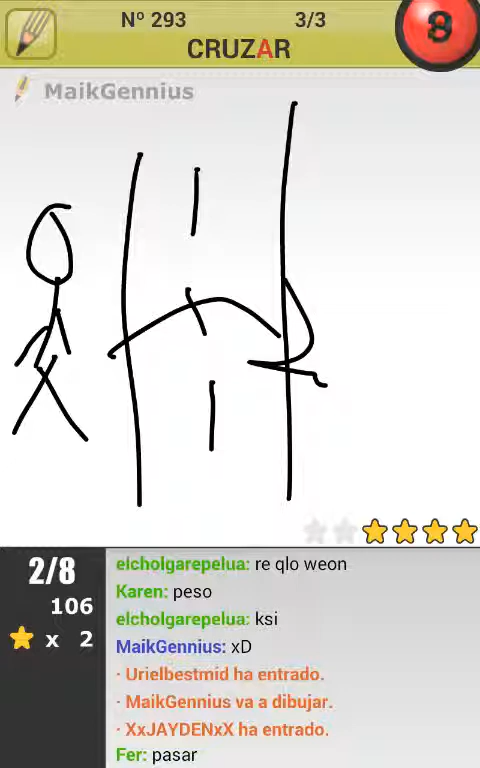 Nº 293 3/3
CRUZAR
8
MaikGennius
2/8
106
x 2
elcholgarepelua: re qlo weon
Karen: peso
elcholgarepelua: ksi
MaikGennius: xD
· Urielbestmid ha entrado.
· MaikGennius va a dibujar.
· XxJAYDENxX ha entrado.
Fer: pasar